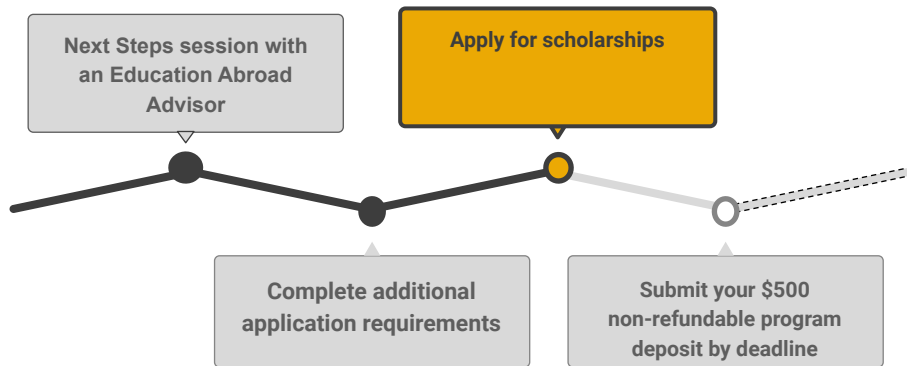 Next Steps session with
an Education Abroad
Advisor
Apply for scholarships
Complete additional
application requirements
Submit your $500
non-refundable program
deposit by deadline